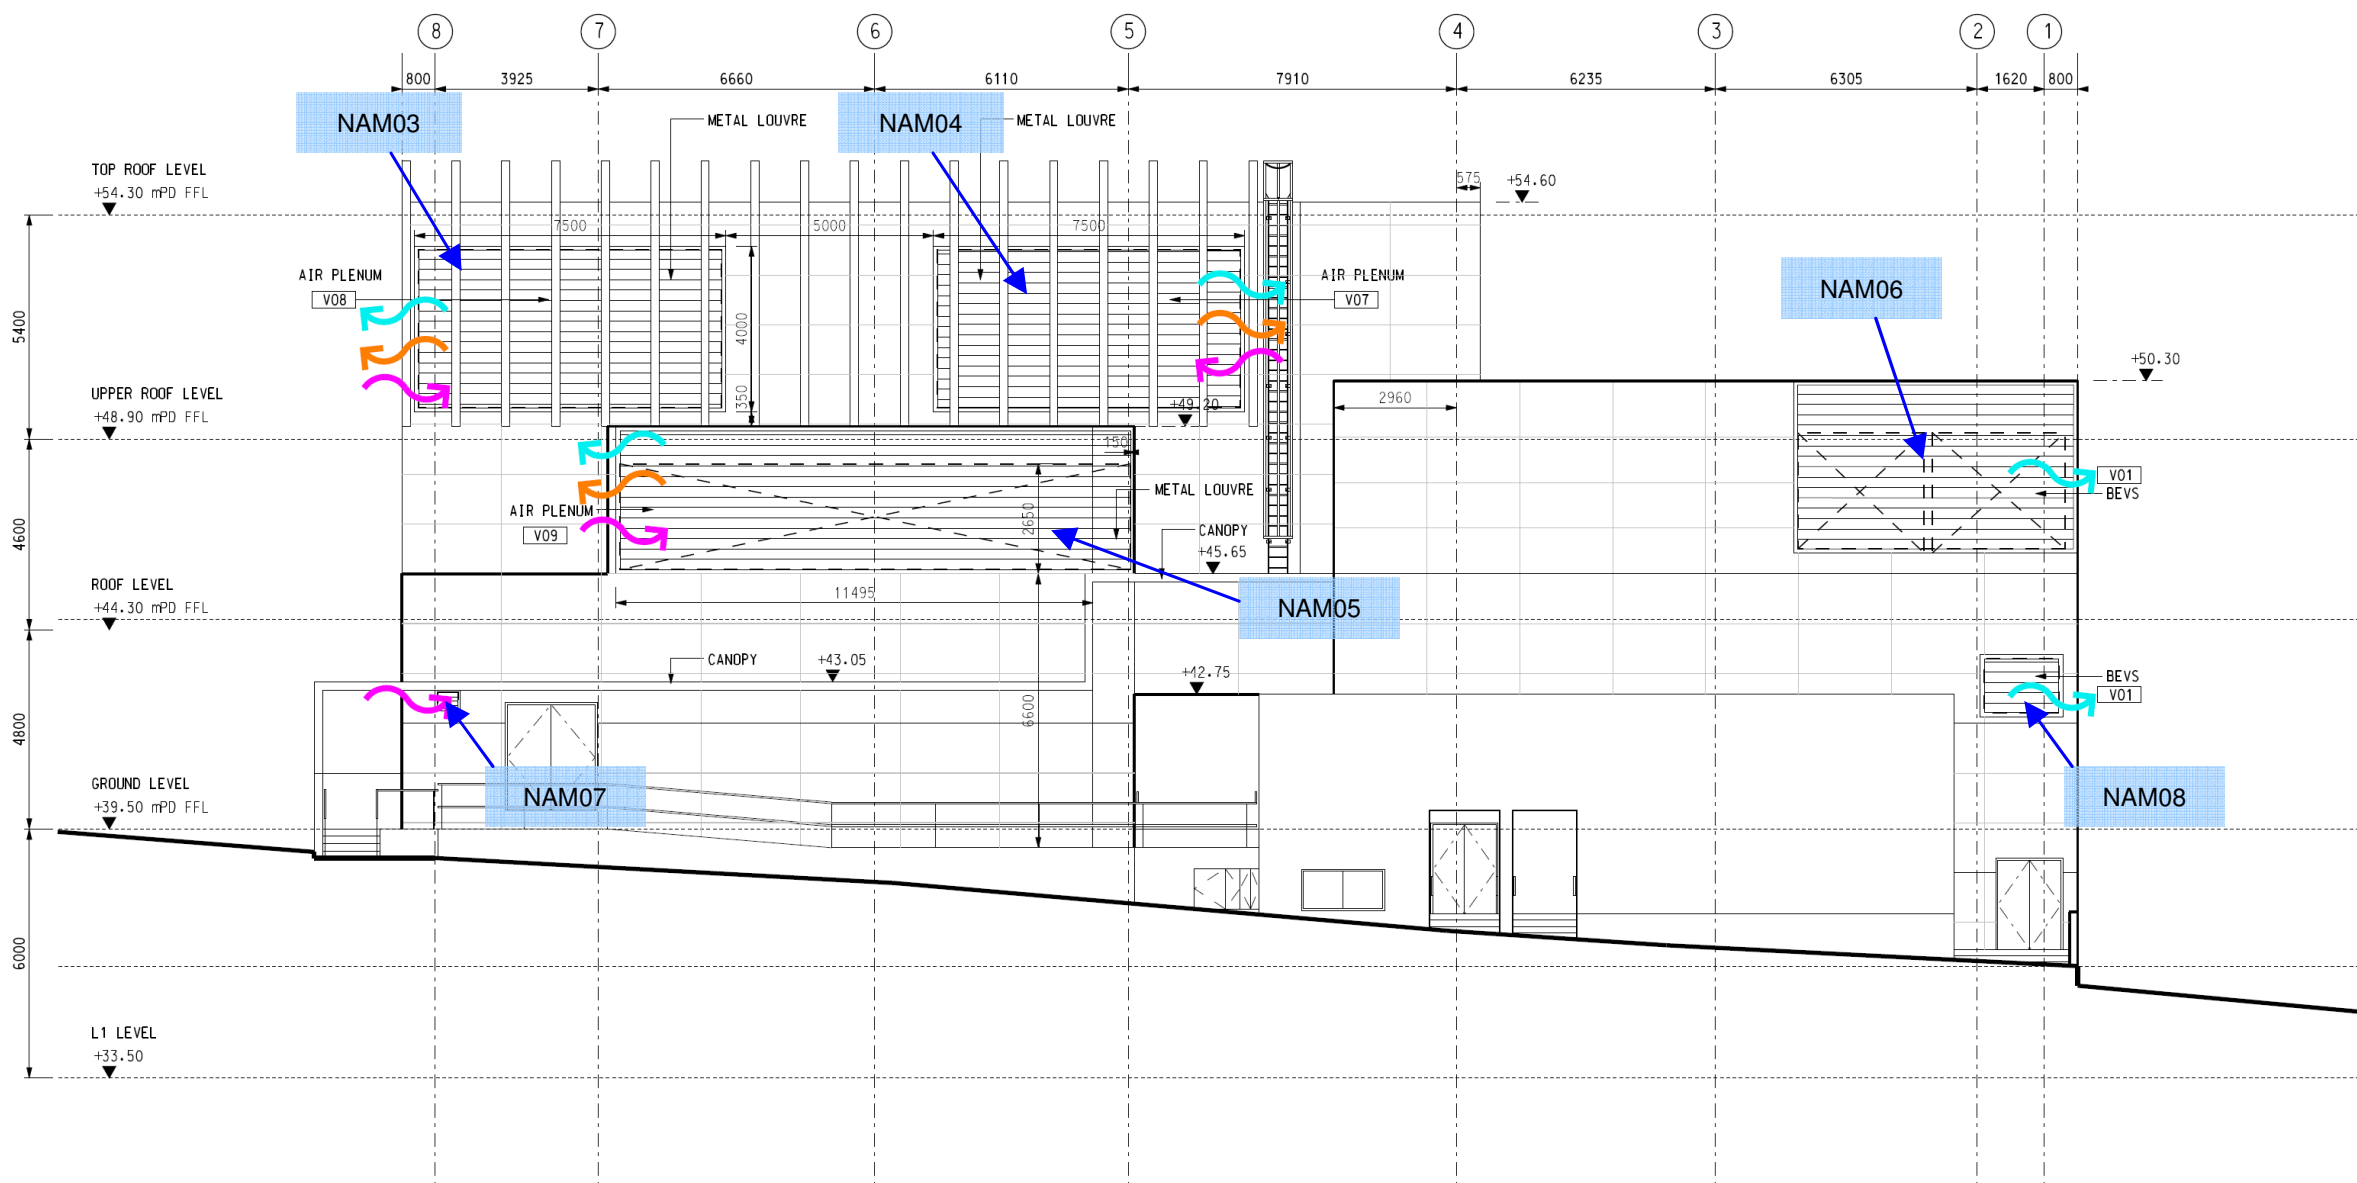 8 7 6 5 4 3 2 1
800 3925 6660 6110 7910 6235 6305 1620 800
NAM03
METAL LOUVRE
NAM04
METAL LOUVRE
TOP ROOF LEVEL
+54.30 mPD FFL
575
+54.60
7500 5000 7500
AIR PLENUM
V08
AIR PLENUM
V07
NAM06
5400
4000
350
+50.30
UPPER ROOF LEVEL
+48.90 mPD FFL
2960
+49.20
150
V01
BEVS
METAL LOUVRE
AIR PLENUM
V09
2650
4600
CANOPY
+45.65
ROOF LEVEL
+44.30 mPD FFL
11495
NAM05
CANOPY
+43.05
+42.75
BEVS
V01
6600
4800
GROUND LEVEL
+39.50 mPD FFL
NAM07
NAM08
6000
L1 LEVEL
+33.50